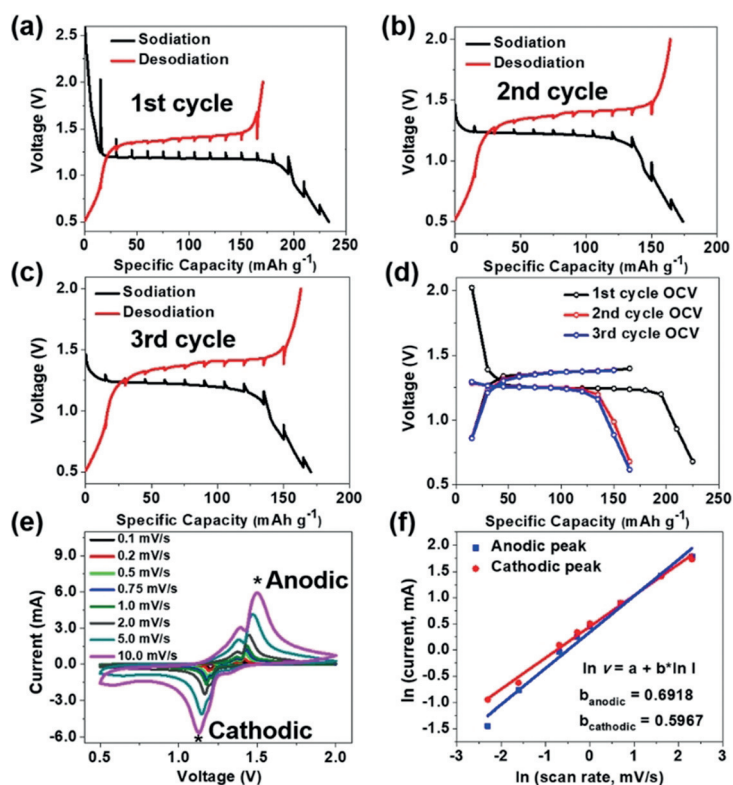 (a)
Sodiation
Desodiation
1st cycle
Voltage (V)
2.5
2.0
1.5
1.0
0.5
0 50 100 150 200 250
Specific Capacity (mAh g⁻¹)
(b)
Sodiation
Desodiation
2nd cycle
Voltage (V)
2.0
1.5
1.0
0.5
0 50 100 150 200
Specific Capacity (mAh g⁻¹)
(c)
Sodiation
Desodiation
3rd cycle
Voltage (V)
2.0
1.5
1.0
0.5
0 50 100 150 200
Specific Capacity (mAh g⁻¹)
(d)
1st cycle OCV
2nd cycle OCV
3rd cycle OCV
Voltage (V)
2.0
1.5
1.0
0.5
0 50 100 150 200 250
Specific Capacity (mAh g⁻¹)
(e)
0.1 mV/s
0.2 mV/s
0.5 mV/s
0.75 mV/s
1.0 mV/s
2.0 mV/s
5.0 mV/s
10.0 mV/s
* Anodic
* Cathodic
Current (mA)
9.0
6.0
3.0
0.0
-3.0
-6.0
0.5 1.0 1.5 2.0
Voltage (V)
(f)
Anodic peak
Cathodic peak
ln ν = a + b*ln I
b_anodic = 0.6918
b_cathodic = 0.5967
ln (current, mA)
2.0
1.5
1.0
0.5
0.0
-0.5
-1.0
-1.5
-3 -2 -1 0 1 2 3
ln (scan rate, mV/s)